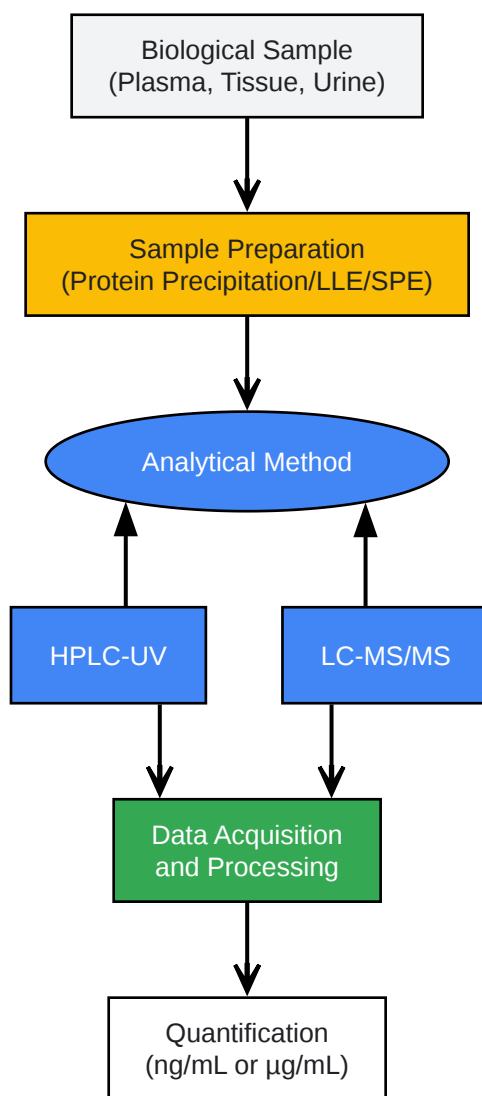 Biological Sample
(Plasma, Tissue, Urine)
Sample Preparation
(Protein Precipitation/LLE/SPE)
Analytical Method
HPLC-UV
LC-MS/MS
Data Acquisition
and Processing
Quantification
(ng/mL or µg/mL)